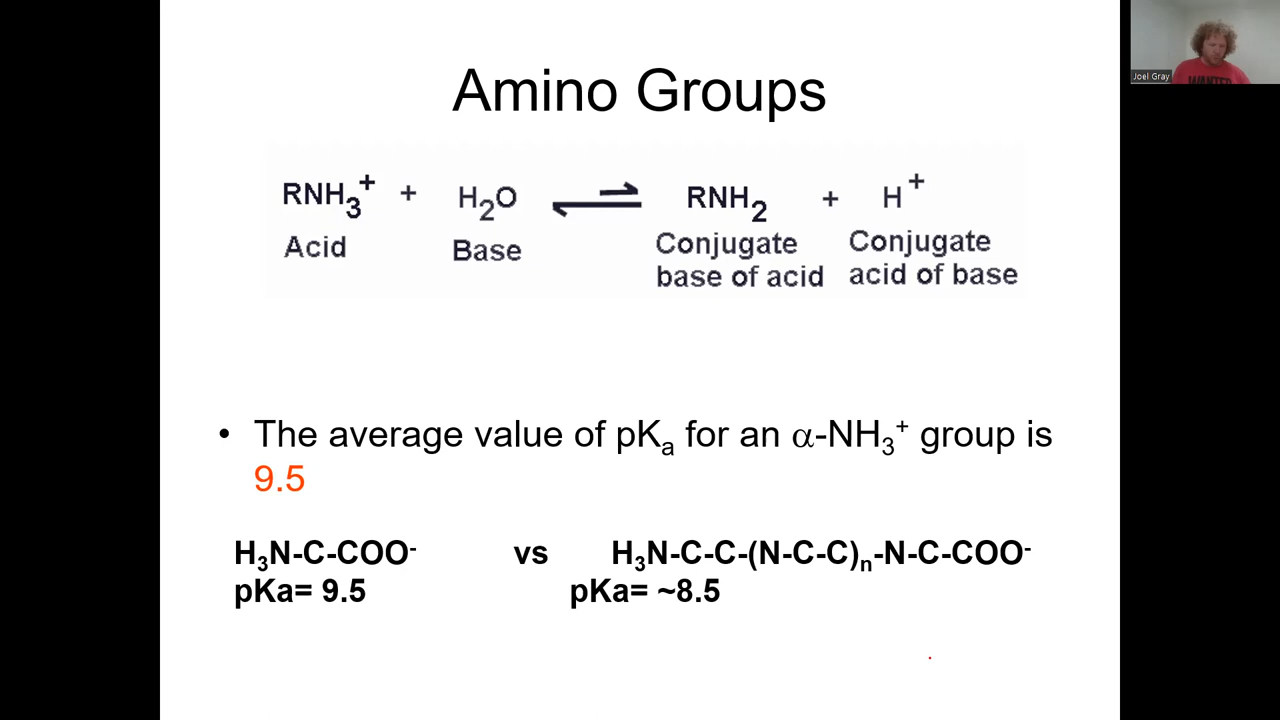 Amino Groups
RNH₃⁺ + H₂O ⇌ RNH₂ + H⁺
Acid Base Conjugate base of acid Conjugate acid of base
• The average value of pKₐ for an α-NH₃⁺ group is
9.5
H₃N-C-COO⁻ vs H₃N-C-C-(N-C-C)ₙ-N-C-COO⁻
pKa= 9.5 pKa= ~8.5
Joel Gray
WANTED